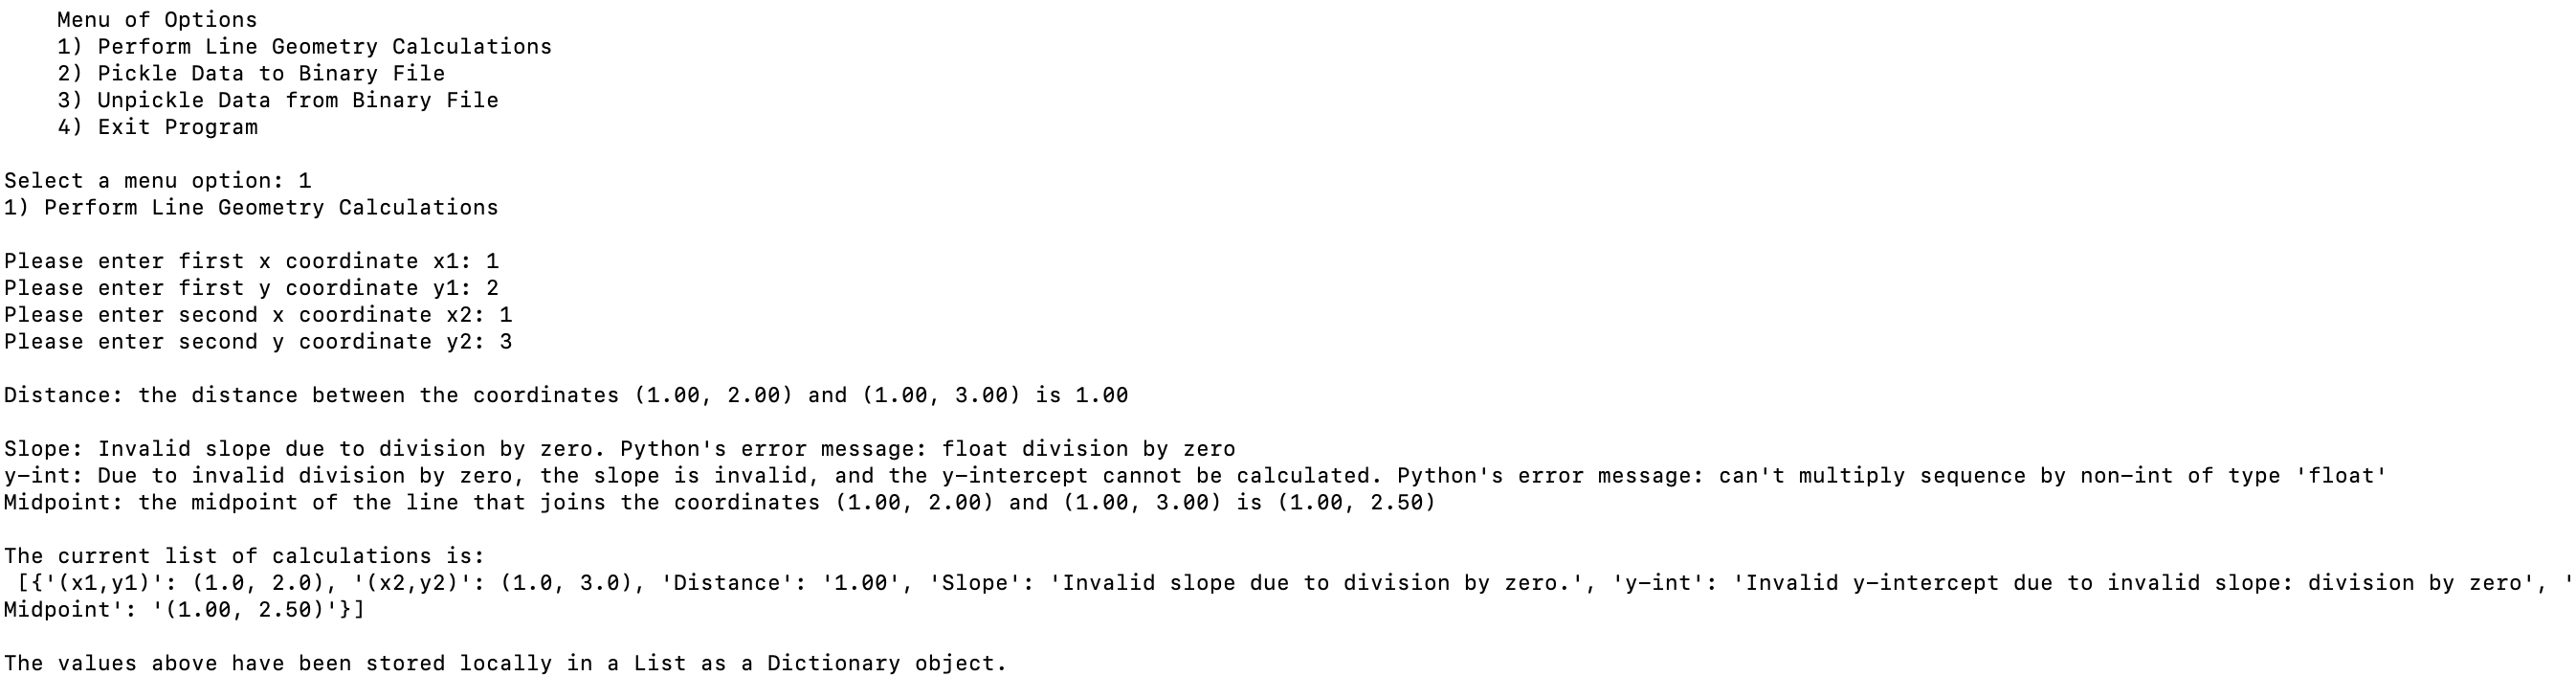 Menu of Options
1) Perform Line Geometry Calculations
2) Pickle Data to Binary File
3) Unpickle Data from Binary File
4) Exit Program
Select a menu option: 1
1) Perform Line Geometry Calculations
Please enter first x coordinate x1: 1
Please enter first y coordinate y1: 2
Please enter second x coordinate x2: 1
Please enter second y coordinate y2: 3
Distance: the distance between the coordinates (1.00, 2.00) and (1.00, 3.00) is 1.00
Slope: Invalid slope due to division by zero. Python's error message: float division by zero
y-int: Due to invalid division by zero, the slope is invalid, and the y-intercept cannot be calculated. Python's error message: can't multiply sequence by non-int of type 'float'
Midpoint: the midpoint of the line that joins the coordinates (1.00, 2.00) and (1.00, 3.00) is (1.00, 2.50)
The current list of calculations is:
[{'(x1,y1)': (1.0, 2.0), '(x2,y2)': (1.0, 3.0), 'Distance': '1.00', 'Slope': 'Invalid slope due to division by zero.', 'y-int': 'Invalid y-intercept due to invalid slope: division by zero', '
Midpoint': '(1.00, 2.50)'}]
The values above have been stored locally in a List as a Dictionary object.